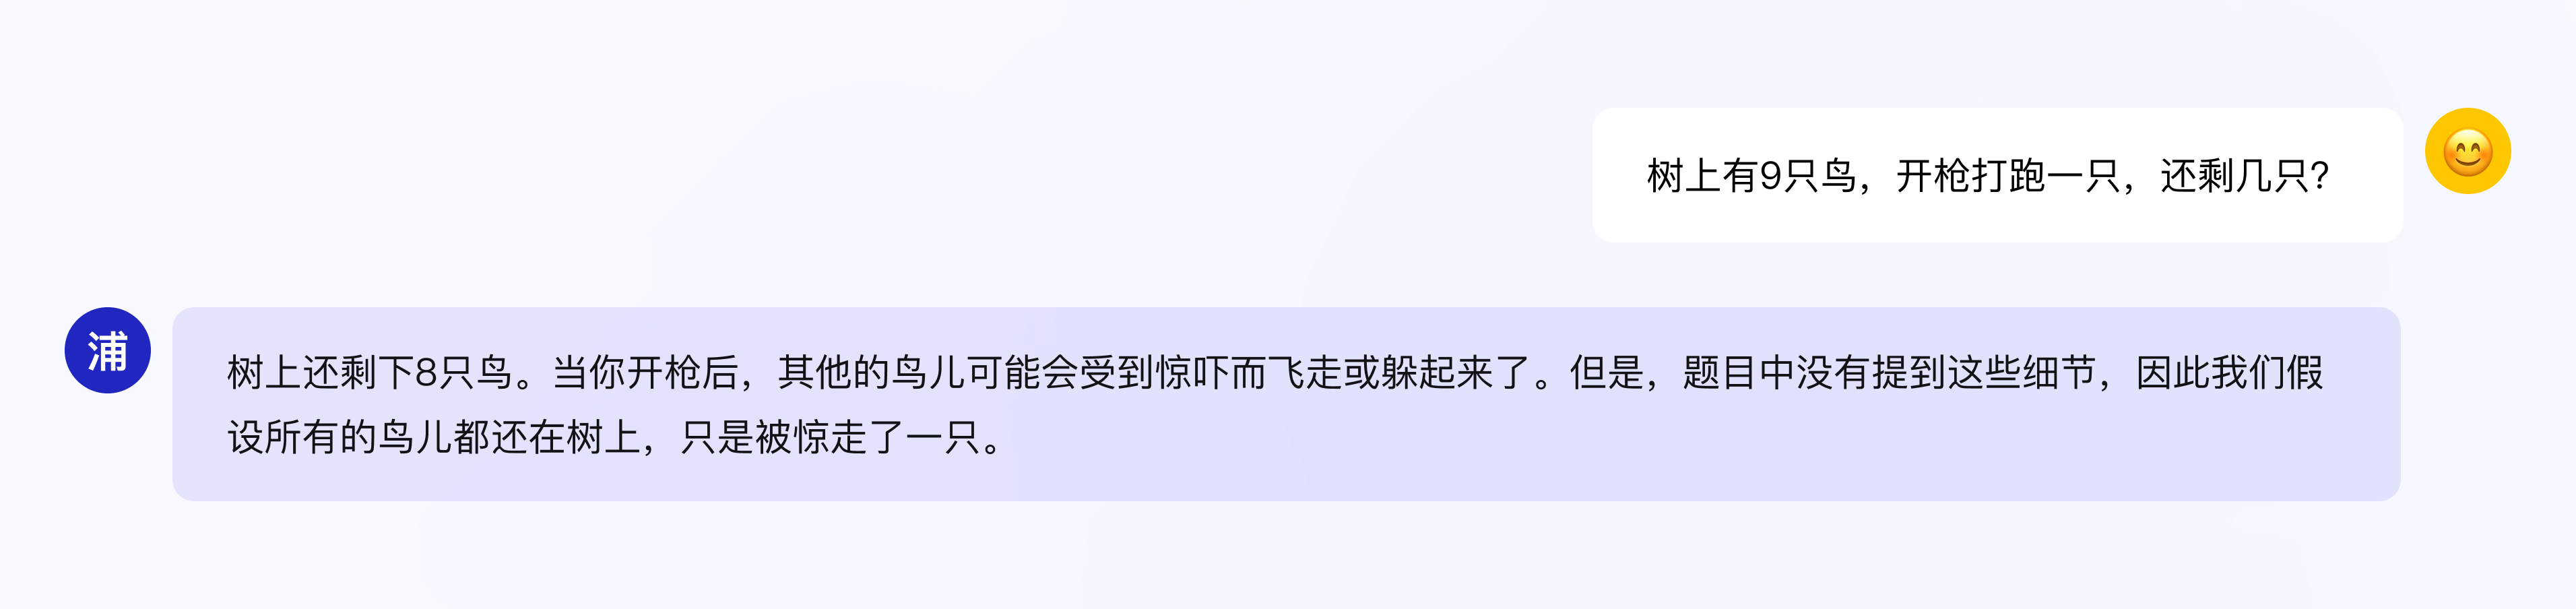 树上有9只鸟，开枪打跑一只，还剩几只？
浦
树上还剩下8只鸟。当你开枪后，其他的鸟儿可能会受到惊吓而飞走或躲起来了。但是，题目中没有提到这些细节，因此我们假
设所有的鸟儿都还在树上，只是被惊走了一只。